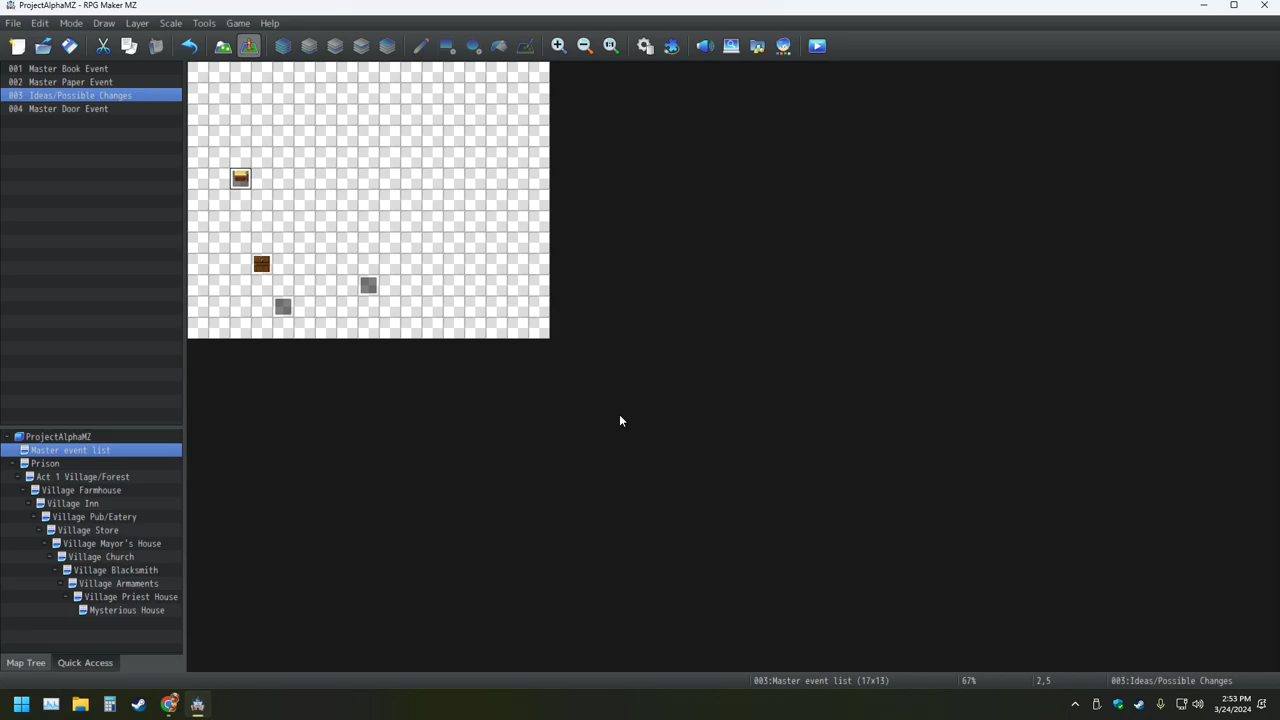 ProjectAlphaMZ - RPG Maker MZ
File Edit Mode Draw Layer Scale Tools Game Help
001 Master Book Event
002 Master Paper Event
003 Ideas/Possible Changes
004 Master Door Event
ProjectAlphaMZ
Master event list
Prison
Act 1 Village/Forest
Village Farmhouse
Village Inn
Village Pub/Eatery
Village Store
Village Mayor's House
Village Church
Village Blacksmith
Village Armaments
Village Priest House
Mysterious House
Map Tree Quick Access
003:Master event list (17x13) 67% 2,5 003:Ideas/Possible Changes
2:53 PM
3/24/2024